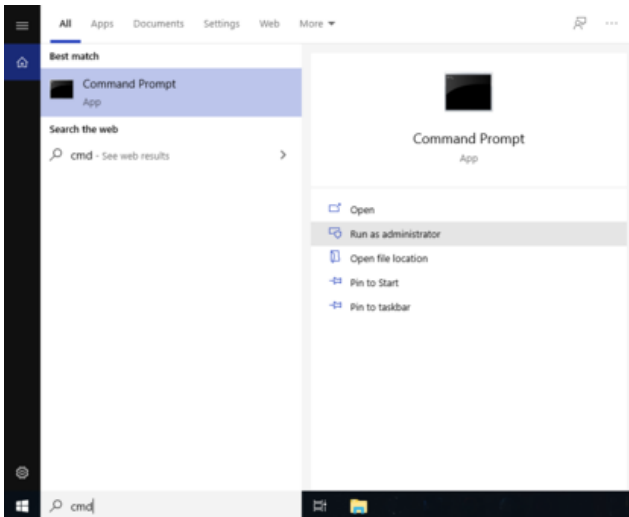 All Apps Documents Settings Web More
Best match
Command Prompt
App
Search the web
cmd - See web results
Command Prompt
App
Open
Run as administrator
Open file location
Pin to Start
Pin to taskbar
cmd